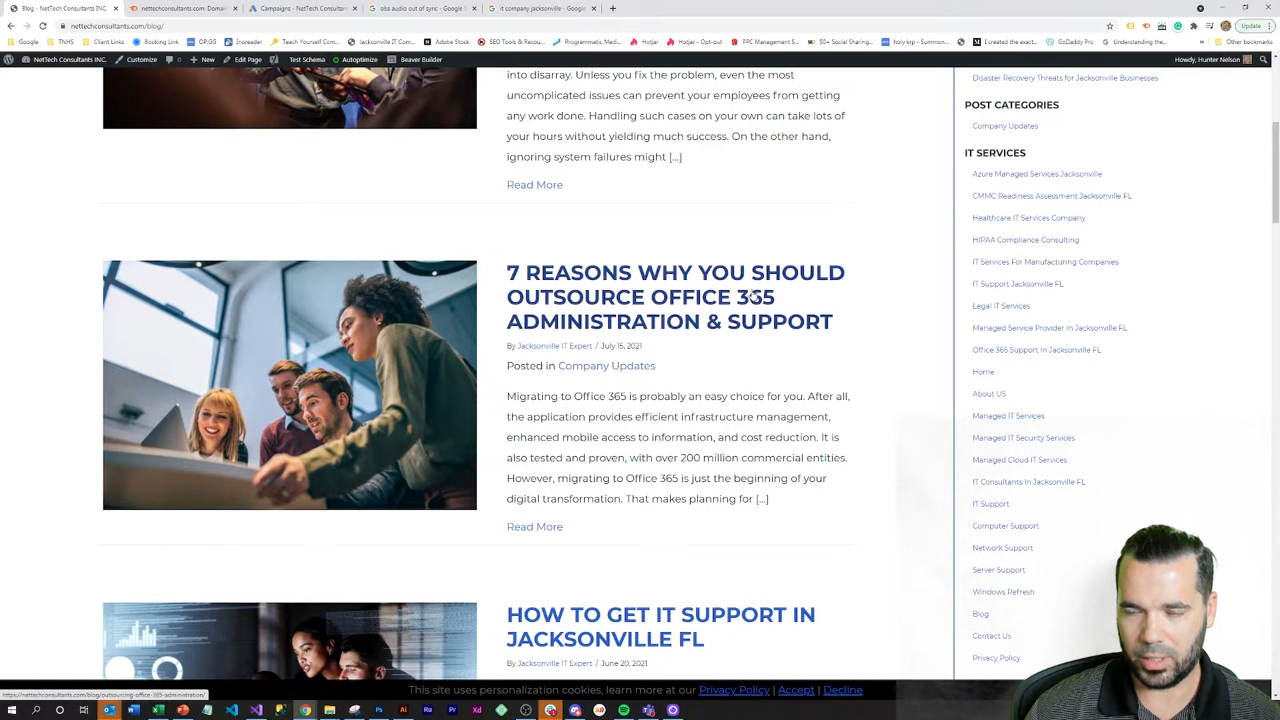 Blog - NetTech Consultants INC.
nettechconsultants.com: Domain
Campaigns - NetTech Consultants
obs audio out of sync - Google S
it company jacksonville - Google
nettechconsultants.com/blog/
Update
Google
TNHS
Client Links
Booking Link
OP.GG
Inoreader
Teach Yourself Com...
Jacksonville IT Com...
Adobe Stock
SEO Tools & Resou...
Programmatic Medi...
Hotjar
Hotjar - Opt-out
PPC Management S...
50+ Social Sharing...
holy krp - Summon...
I created the exact...
GoDaddy Pro
Understanding the...
Other bookmarks
NetTech Consultants INC.
Customize
0
New
Edit Page
Test Schema
Autoptimize
Beaver Builder
Howdy, Hunter Nelson
into disarray. Unless you fix the problem, even the most
uncomplicated issues can prevent your employees from getting
any work done. Handling such cases on your own can take lots of
your hours without yielding much success. On the other hand,
ignoring system failures might [...]
Read More
7 REASONS WHY YOU SHOULD
OUTSOURCE OFFICE 365
ADMINISTRATION & SUPPORT
By Jacksonville IT Expert / July 15, 2021
Posted in Company Updates
Migrating to Office 365 is probably an easy choice for you. After all,
the application provides efficient infrastructure management,
enhanced mobile access to information, and cost reduction. It is
also tested and proven, with over 200 million commercial entities.
However, migrating to Office 365 is just the beginning of your
digital transformation. That makes planning for [...]
Read More
HOW TO GET IT SUPPORT IN
JACKSONVILLE FL
By Jacksonville IT Expert / June 20, 2021
Disaster Recovery Threats for Jacksonville Businesses
POST CATEGORIES
Company Updates
IT SERVICES
Azure Managed Services Jacksonville
CMMC Readiness Assessment Jacksonville FL
Healthcare IT Services Company
HIPAA Compliance Consulting
IT Services For Manufacturing Companies
IT Support Jacksonville FL
Legal IT Services
Managed Service Provider In Jacksonville FL
Office 365 Support In Jacksonville FL
Home
About US
Managed IT Services
Managed IT Security Services
Managed Cloud IT Services
IT Consultants In Jacksonville FL
IT Support
Computer Support
Network Support
Server Support
Windows Refresh
Blog
Contact Us
Privacy Policy
This site uses personalization cookies, learn more at our Privacy Policy | Accept | Decline
https://nettechconsultants.com/blog/outsourcing-office-365-administration/